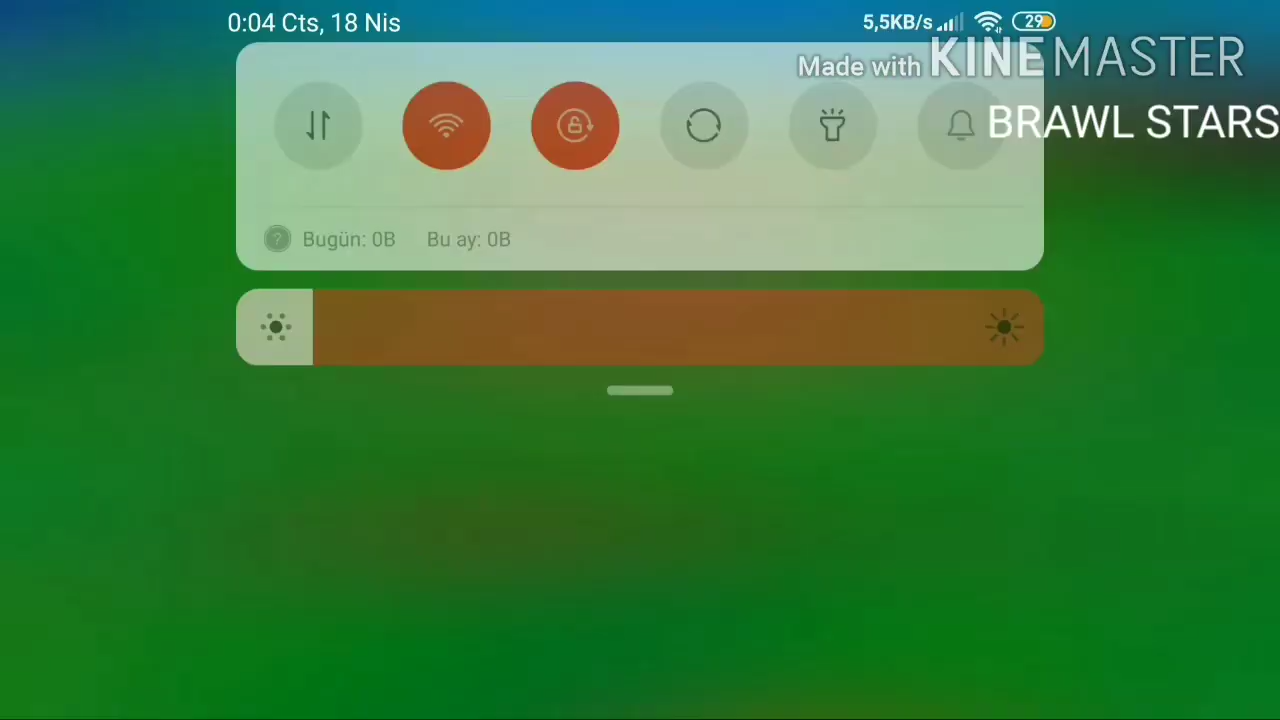 0:04 Cts, 18 Nis
5,5KB/s
29
Made with KINEMASTER
BRAWL STARS
Bugün: 0B Bu ay: 0B